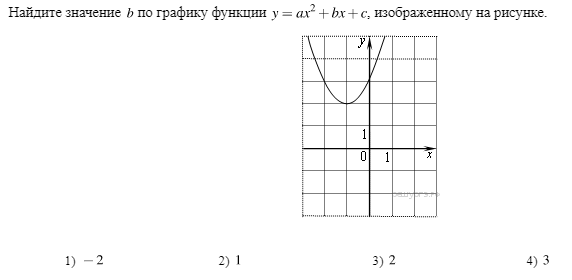 Найдите значение b по графику функции y = ax² + bx + c, изображенному на рисунке.
y
1
0 1 x
1) − 2 2) 1 3) 2 4) 3